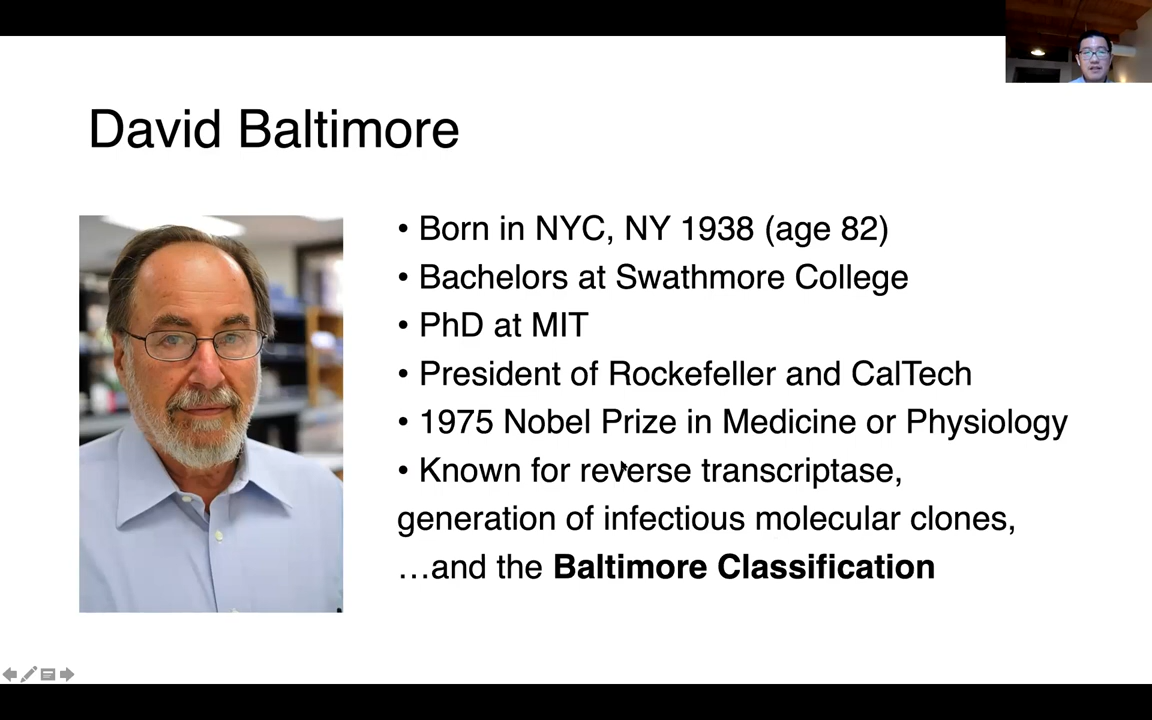 David Baltimore
• Born in NYC, NY 1938 (age 82)
• Bachelors at Swathmore College
• PhD at MIT
• President of Rockefeller and CalTech
• 1975 Nobel Prize in Medicine or Physiology
• Known for reverse transcriptase,
generation of infectious molecular clones,
…and the Baltimore Classification